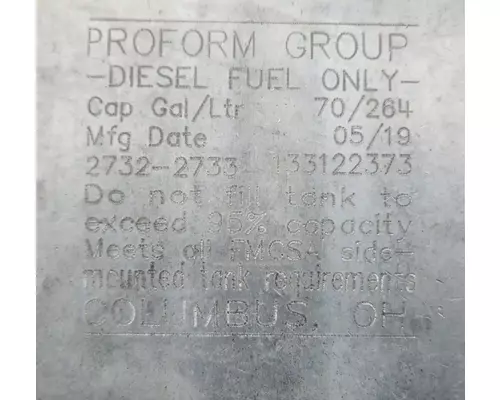 PROFORM GROUP
-DIESEL FUEL ONLY-
Cap Gal/Ltr 70/264
Mfg Date 05/19
2732-2733 133122373
Do not fill tank to
exceed 95% capacity
Meets all FMCSA side-
mounted tank requirements
COLUMBUS, OH